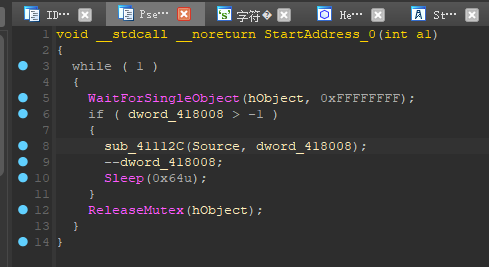 ID… Pse… 字符� He… St…
1 void __stdcall __noreturn StartAddress_0(int a1)
2 {
3 while ( 1 )
4 {
5 WaitForSingleObject(hObject, 0xFFFFFFFF);
6 if ( dword_418008 > -1 )
7 {
8 sub_41112C(Source, dword_418008);
9 --dword_418008;
10 Sleep(0x64u);
11 }
12 ReleaseMutex(hObject);
13 }
14 }